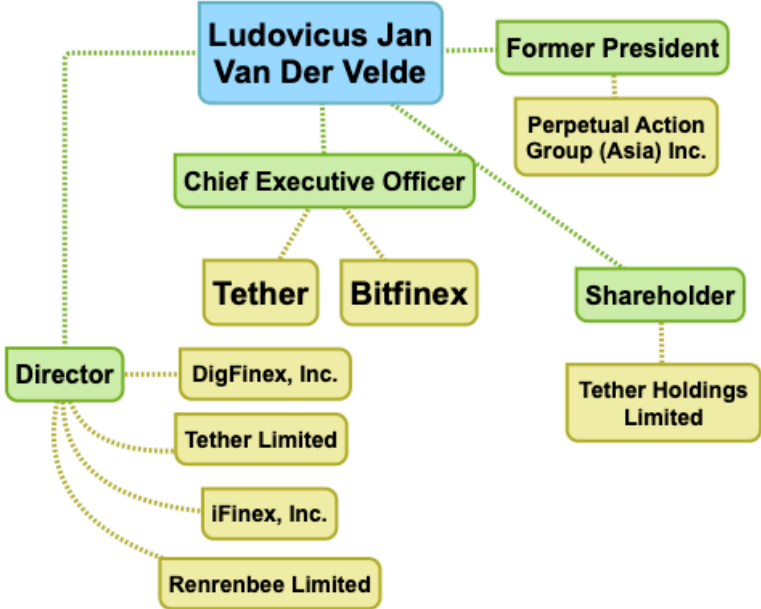 Ludovicus Jan
Van Der Velde
Former President
Perpetual Action
Group (Asia) Inc.
Chief Executive Officer
Tether
Bitfinex
Shareholder
Tether Holdings
Limited
Director
DigFinex, Inc.
Tether Limited
iFinex, Inc.
Renrenbee Limited